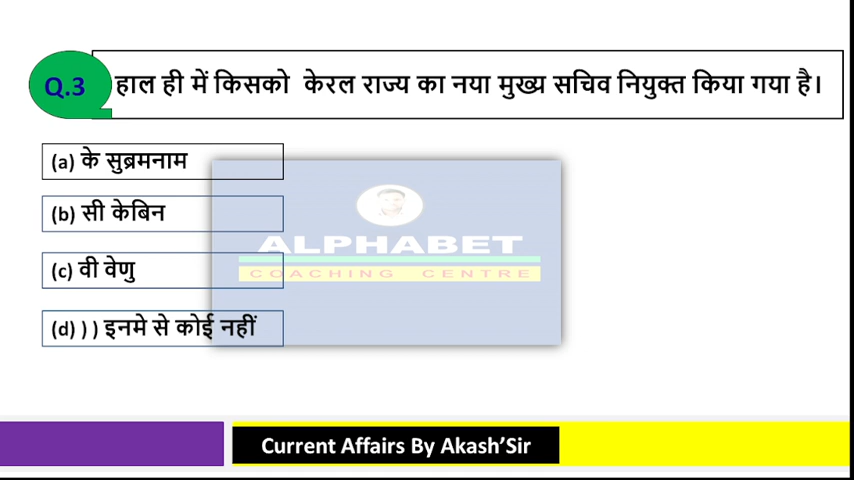 Q.3 हाल ही में किसको केरल राज्य का नया मुख्य सचिव नियुक्त किया गया है।
(a) के सुब्रमनाम
(b) सी केबिन
ALPHABET
COACHING CENTRE
(c) वी वेणु
(d) ) ) इनमे से कोई नहीं
Current Affairs By Akash’Sir